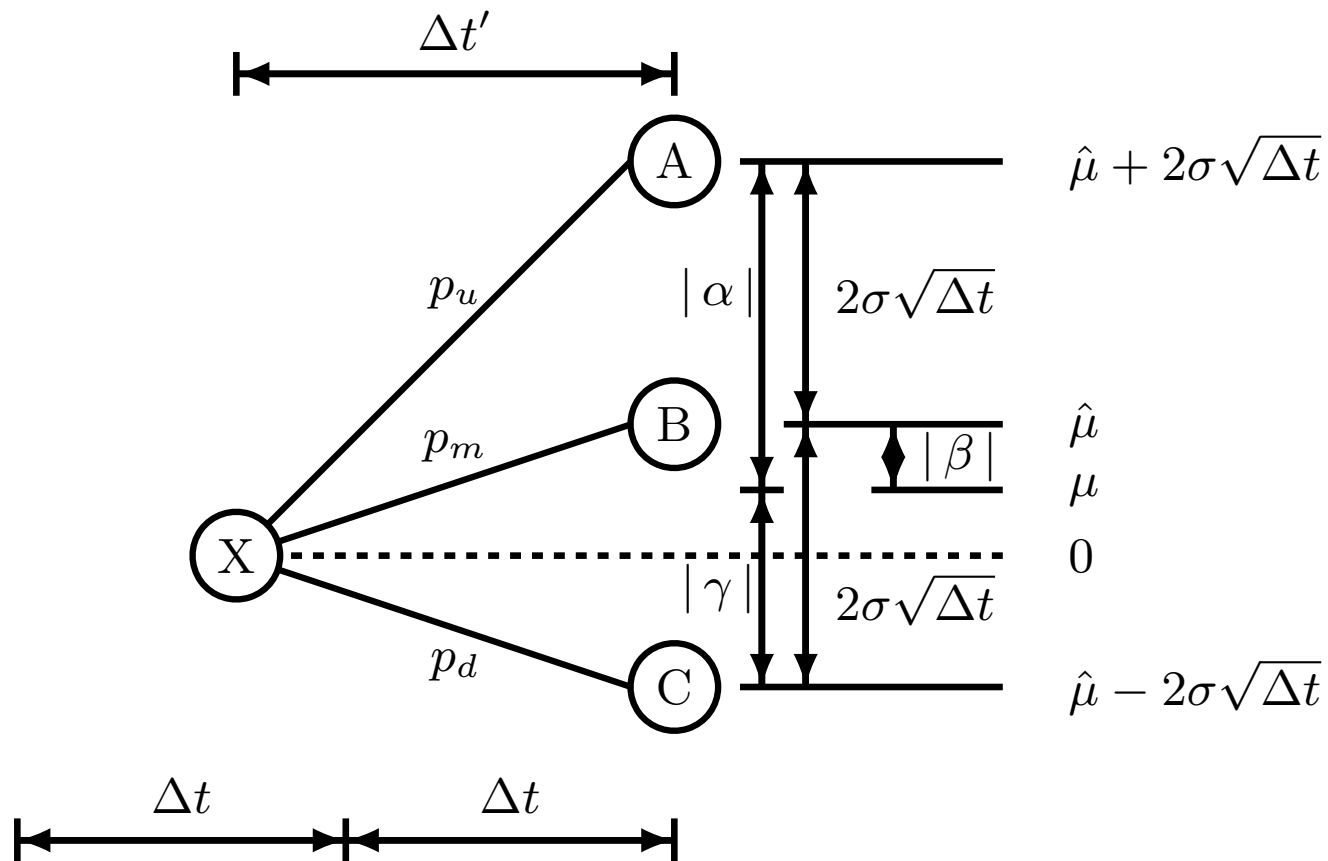 Δt′
A
μ̂ + 2σ√Δt
p_u
|α|
2σ√Δt
B
μ̂
p_m
|β|
μ
X
0
|γ|
2σ√Δt
p_d
C
μ̂ − 2σ√Δt
Δt
Δt